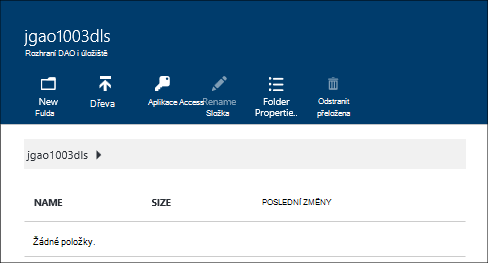 jgao1003dls
Rozhraní DAO i úložiště
New
Fulda
Dřeva
Aplikace Access
Rename
Složka
Folder
Propertie..
Odstranit
přeložena
jgao1003dls
NAME SIZE POSLEDNÍ ZMĚNY
Žádné položky.